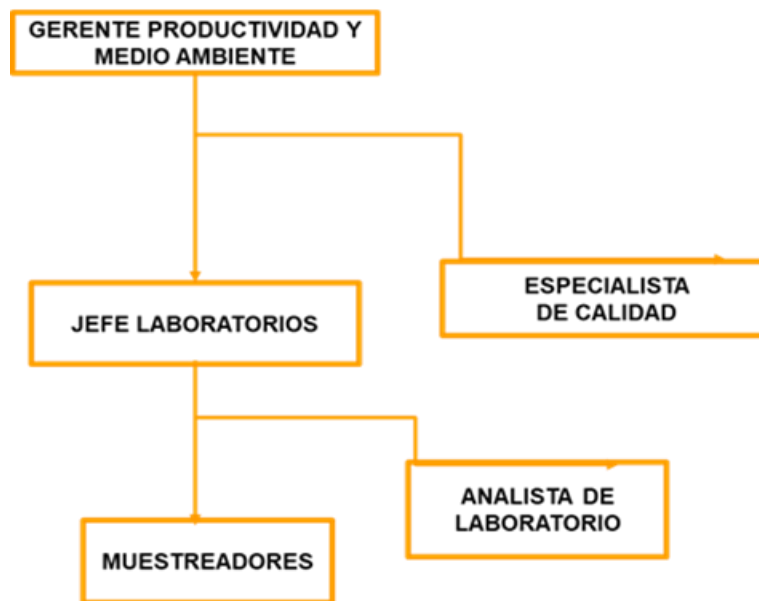 GERENTE PRODUCTIVIDAD Y
MEDIO AMBIENTE
ESPECIALISTA
DE CALIDAD
JEFE LABORATORIOS
ANALISTA DE
LABORATORIO
MUESTREADORES